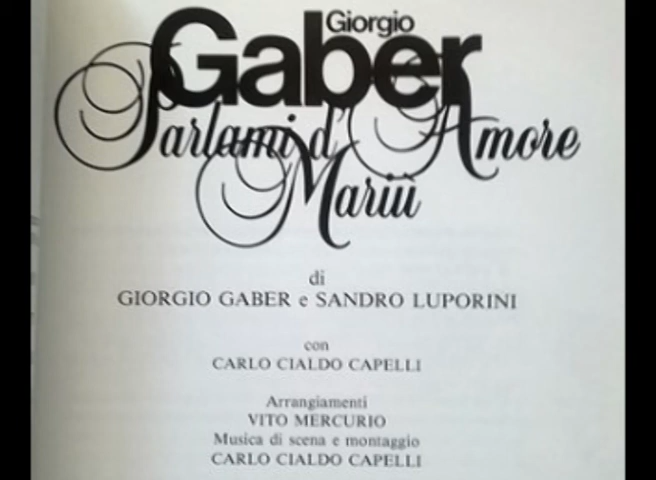 Giorgio
Gaber
Parlami d'Amore
Mariù
di
GIORGIO GABER e SANDRO LUPORINI
con
CARLO CIALDO CAPELLI
Arrangiamenti
VITO MERCURIO
Musica di scena e montaggio
CARLO CIALDO CAPELLI